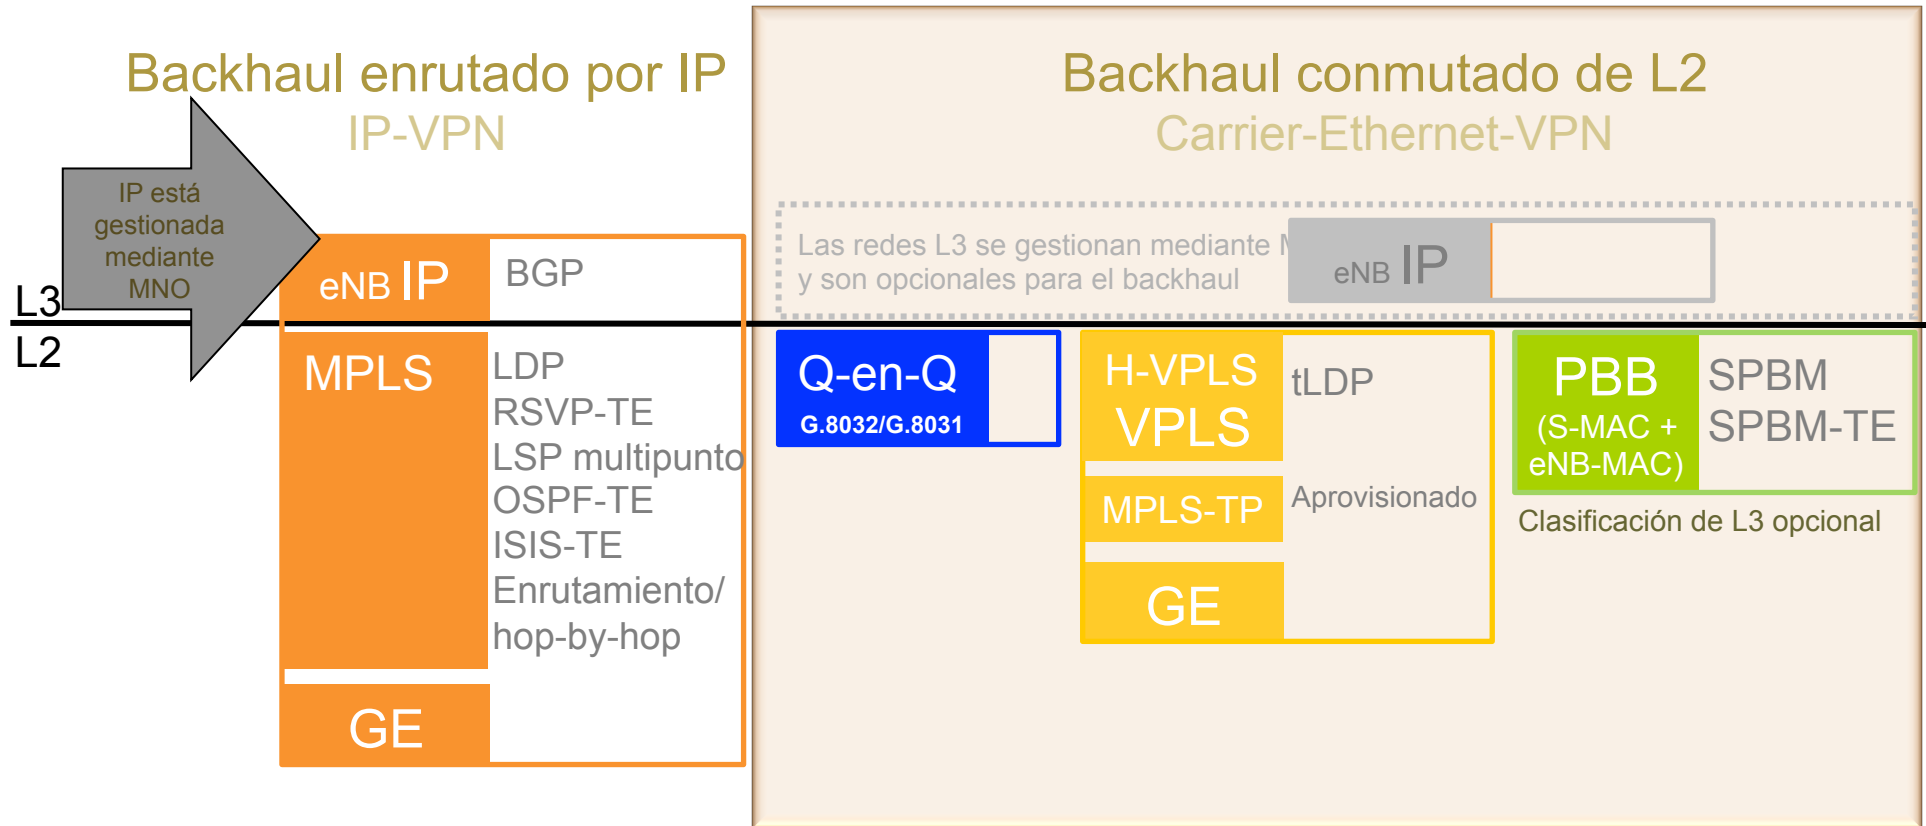 Backhaul enrutado por IP
IP-VPN
IP está
gestionada
mediante
MNO
L3
L2
eNB IP
BGP
MPLS
LDP
RSVP-TE
LSP multipunto
OSPF-TE
ISIS-TE
Enrutamiento/
hop-by-hop
GE
Backhaul conmutado de L2
Carrier-Ethernet-VPN
Las redes L3 se gestionan mediante
y son opcionales para el backhaul
eNB IP
Q-en-Q
G.8032/G.8031
H-VPLS
VPLS
tLDP
MPLS-TP
Aprovisionado
GE
PBB
(S-MAC +
eNB-MAC)
SPBM
SPBM-TE
Clasificación de L3 opcional